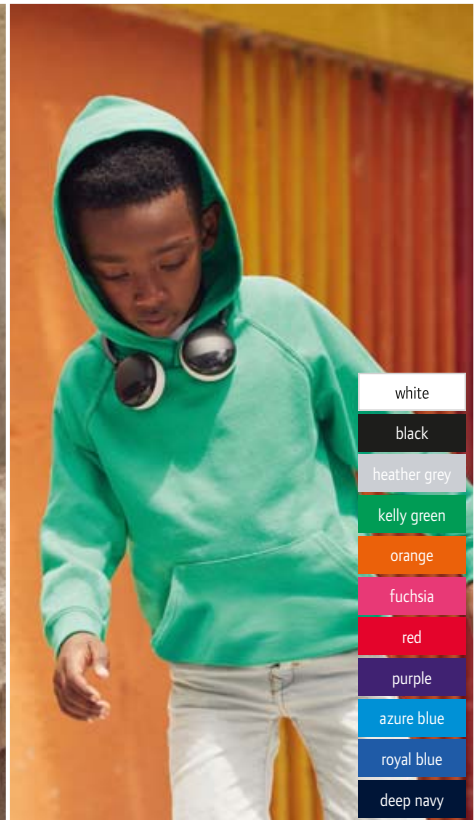 white
black
heather grey
kelly green
orange
fuchsia
red
purple
azure blue
royal blue
deep navy